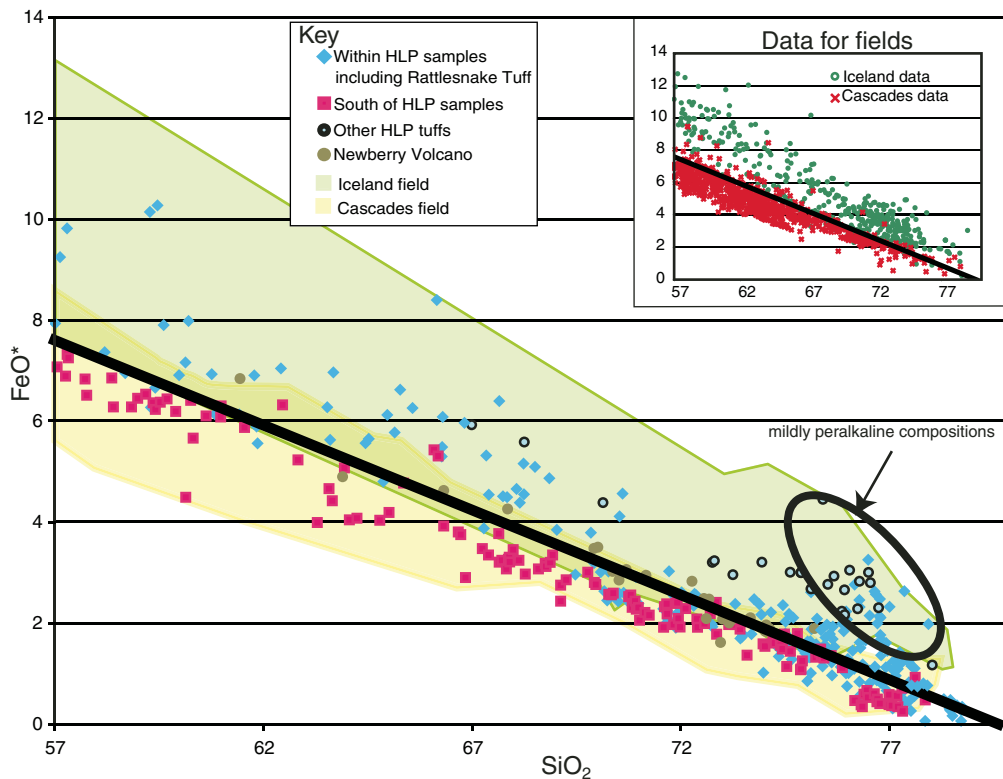 14
12
10
8
6
4
2
0
FeO*
57
62
67
72
77
SiO2
Key
Within HLP samples
including Rattlesnake Tuff
South of HLP samples
Other HLP tuffs
Newberry Volcano
Iceland field
Cascades field
Data for fields
Iceland data
Cascades data
14
12
10
8
6
4
2
0
57
62
67
72
77
mildly peralkaline compositions